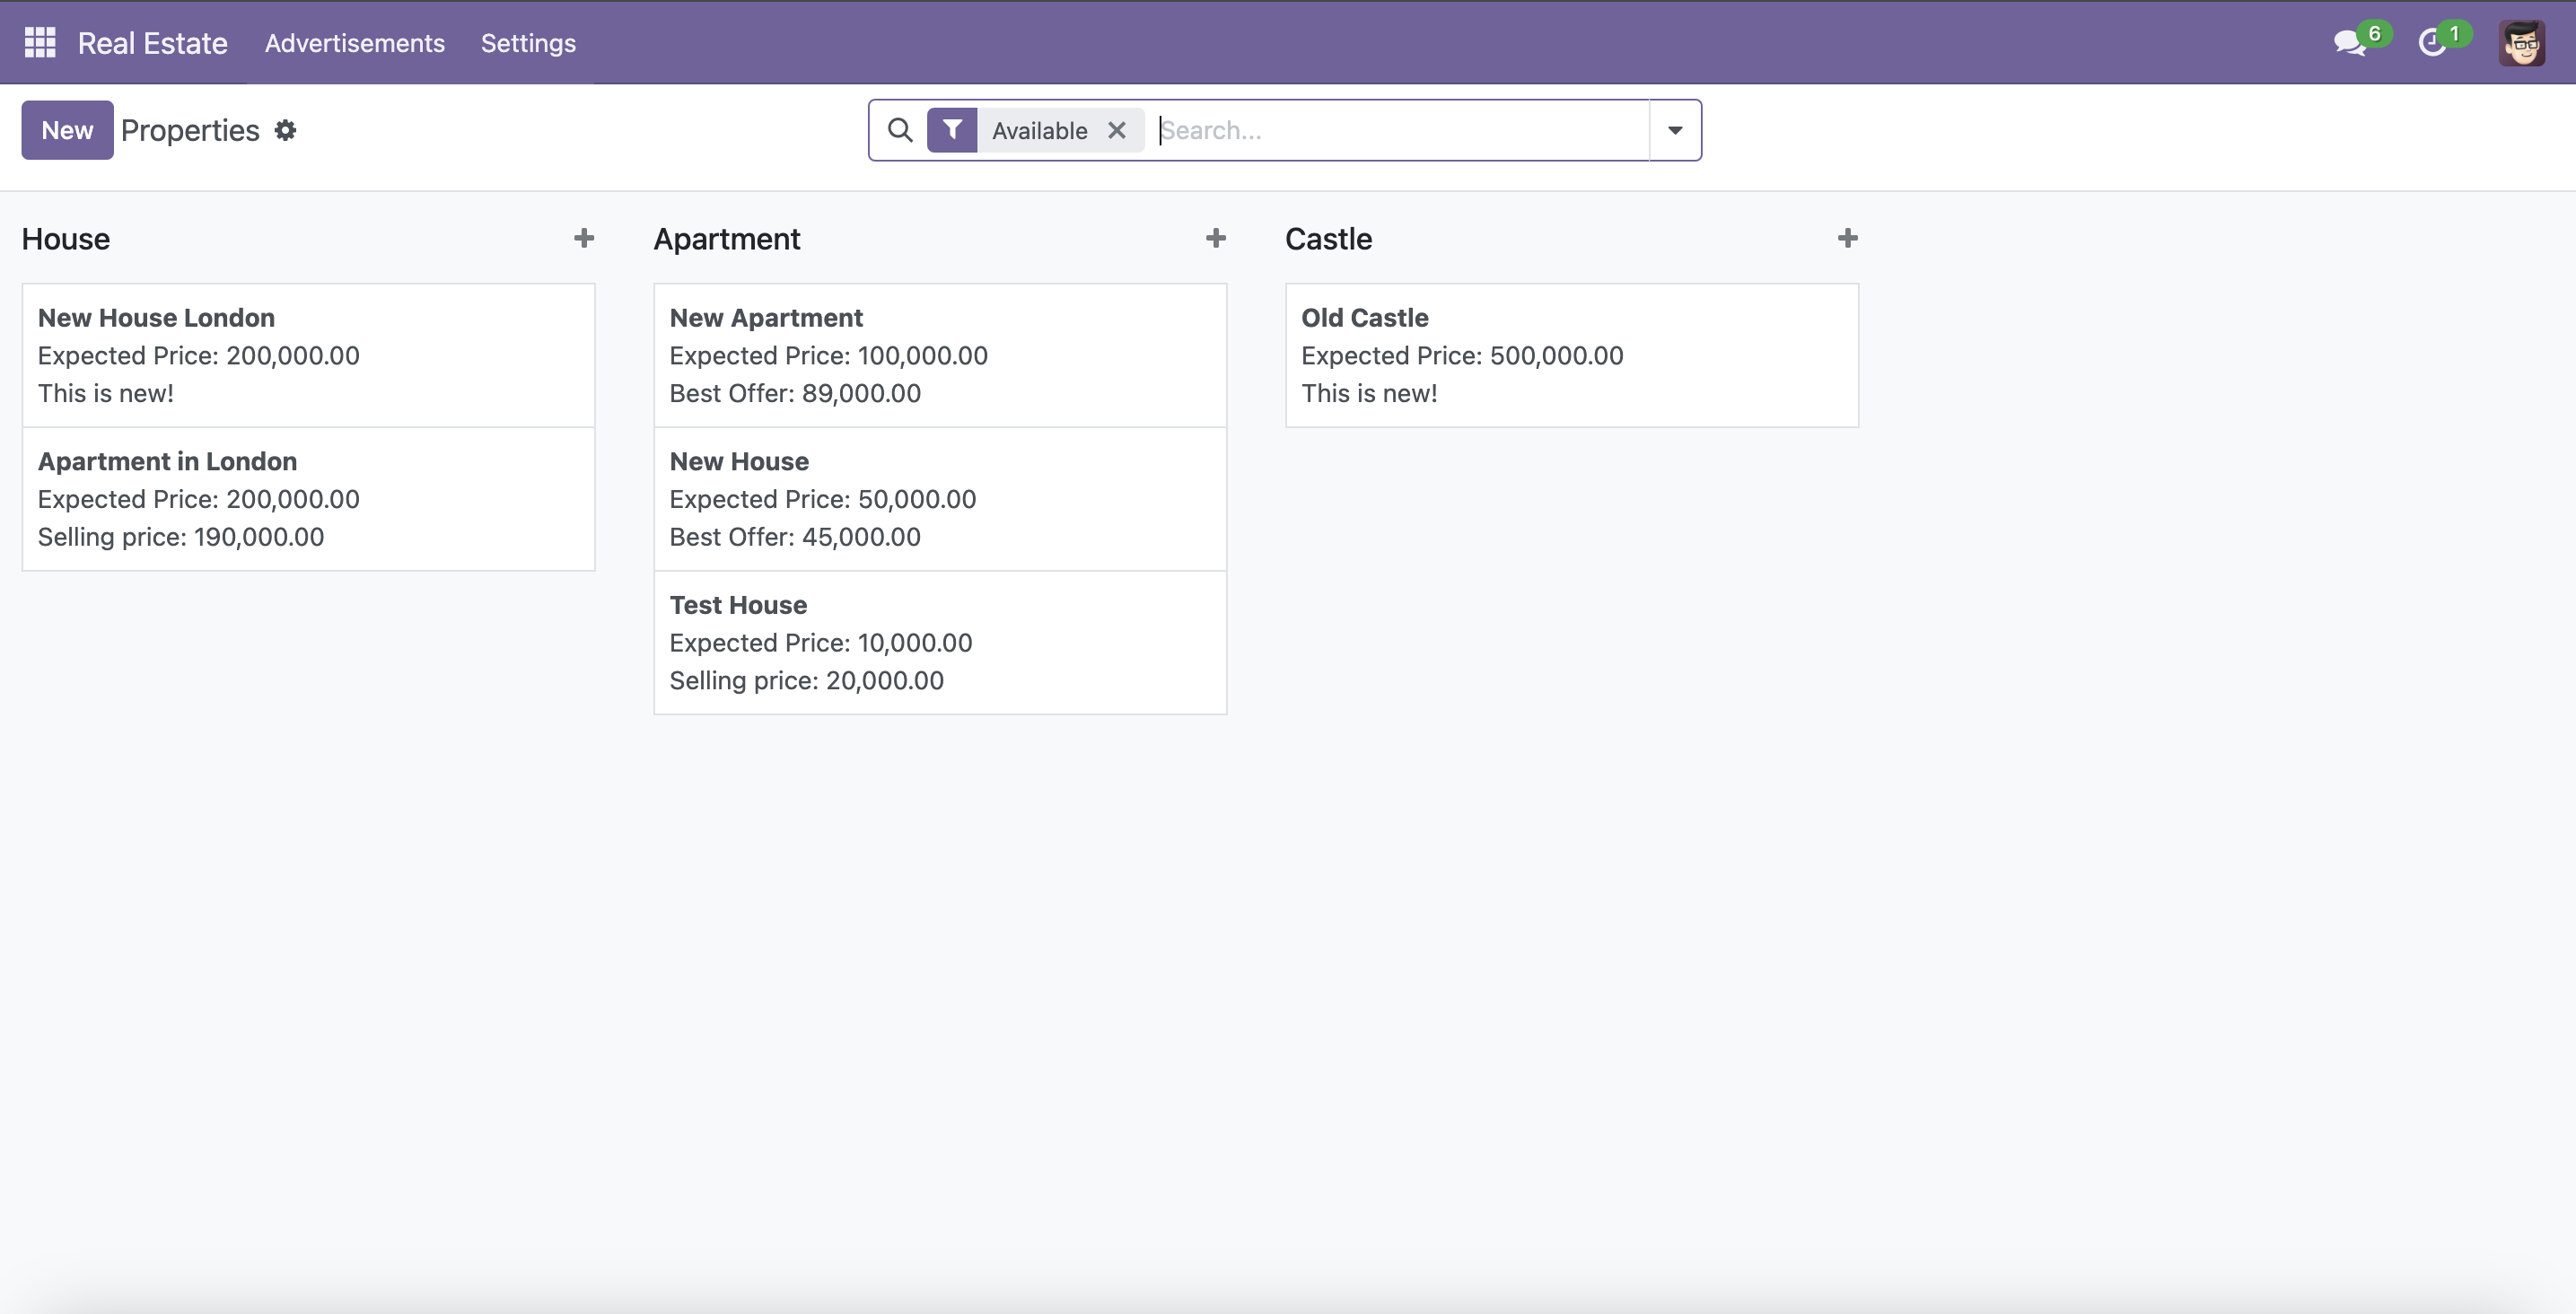 Real Estate Advertisements Settings 6 1
New Properties Available Search...
House
New House London
Expected Price: 200,000.00
This is new!
Apartment in London
Expected Price: 200,000.00
Selling price: 190,000.00
Apartment
New Apartment
Expected Price: 100,000.00
Best Offer: 89,000.00
New House
Expected Price: 50,000.00
Best Offer: 45,000.00
Test House
Expected Price: 10,000.00
Selling price: 20,000.00
Castle
Old Castle
Expected Price: 500,000.00
This is new!